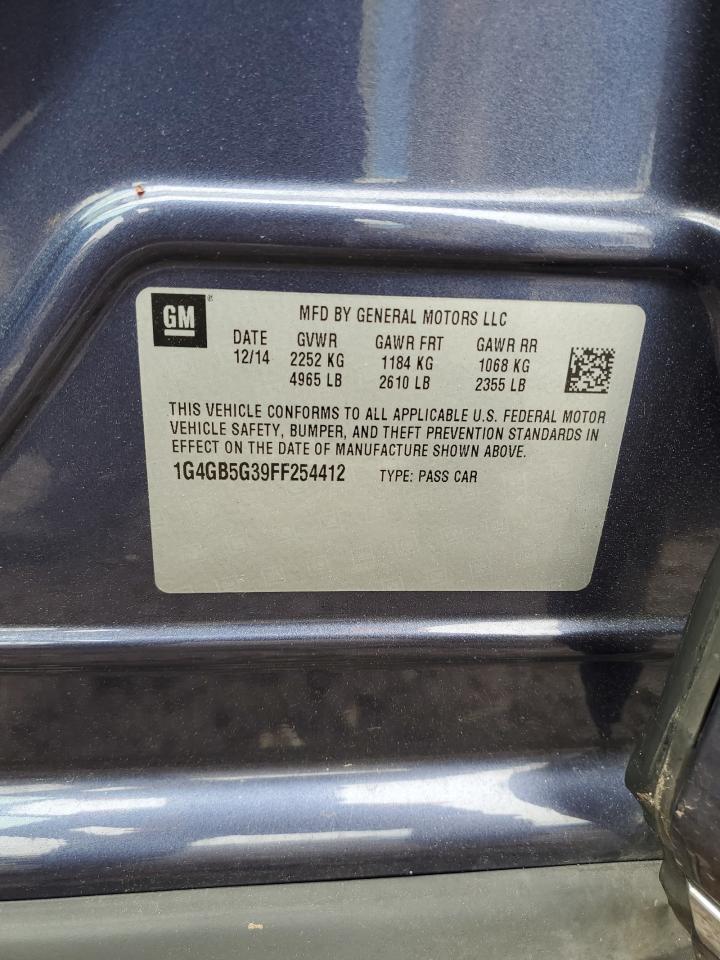 GM ®
MFD BY GENERAL MOTORS LLC
DATE GVWR GAWR FRT GAWR RR
12/14 2252 KG 1184 KG 1068 KG
4965 LB 2610 LB 2355 LB
THIS VEHICLE CONFORMS TO ALL APPLICABLE U.S. FEDERAL MOTOR
VEHICLE SAFETY, BUMPER, AND THEFT PREVENTION STANDARDS IN
EFFECT ON THE DATE OF MANUFACTURE SHOWN ABOVE.
1G4GB5G39FF254412 TYPE: PASS CAR